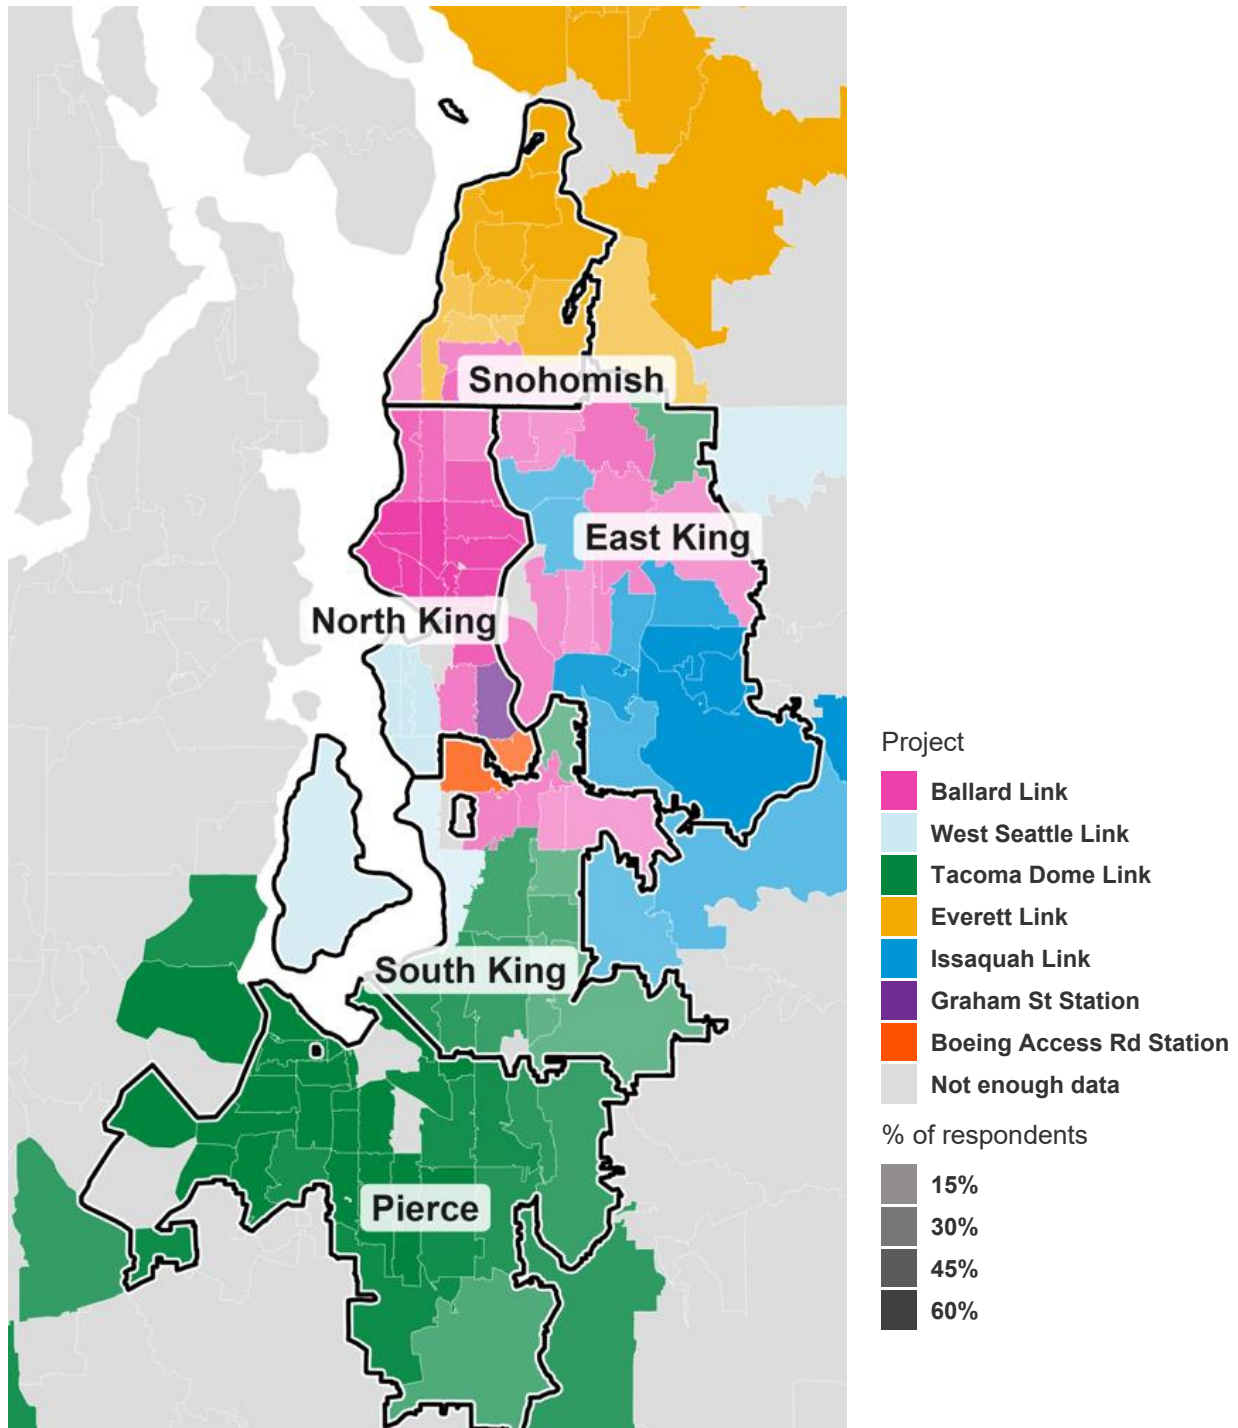 Snohomish
East King
North King
South King
Pierce
Project
Ballard Link
West Seattle Link
Tacoma Dome Link
Everett Link
Issaquah Link
Graham St Station
Boeing Access Rd Station
Not enough data
% of respondents
15%
30%
45%
60%